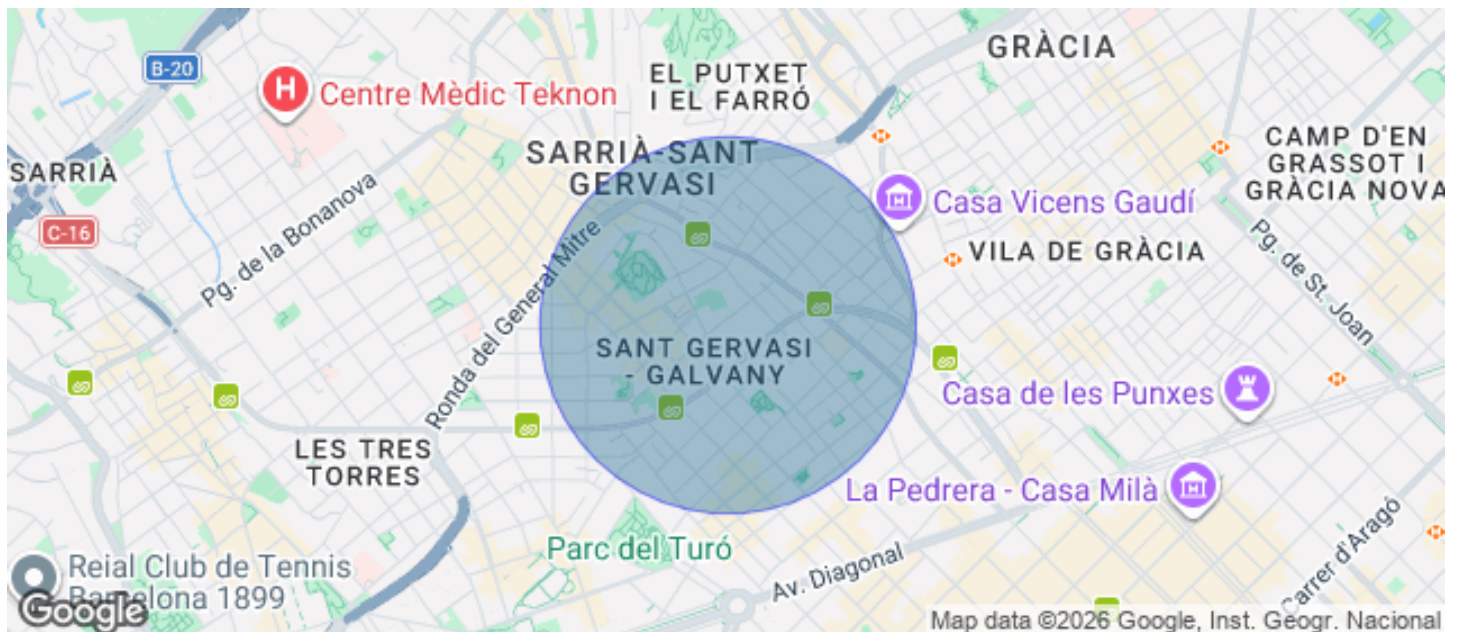 GRÀCIA
B-20
H
Centre Mèdic Teknon
EL PUTXET
I EL FARRÓ
CAMP D'EN
GRASSOT I
GRÀCIA NOVA
SARRIÀ
SARRIÀ-SANT
GERVASI
C-16
Pg. de la Bonanova
Casa Vicens Gaudí
VILA DE GRÀCIA
Pg. de St. Joan
Ronda del General Mitre
SANT GERVASI
- GALVANY
Casa de les Punxes
LES TRES
TORRES
La Pedrera - Casa Milà
Parc del Turó
Av. Diagonal
Carrer d'Aragó
Reial Club de Tennis
Barcelona 1899
Google
Map data ©2026 Google, Inst. Geogr. Nacional